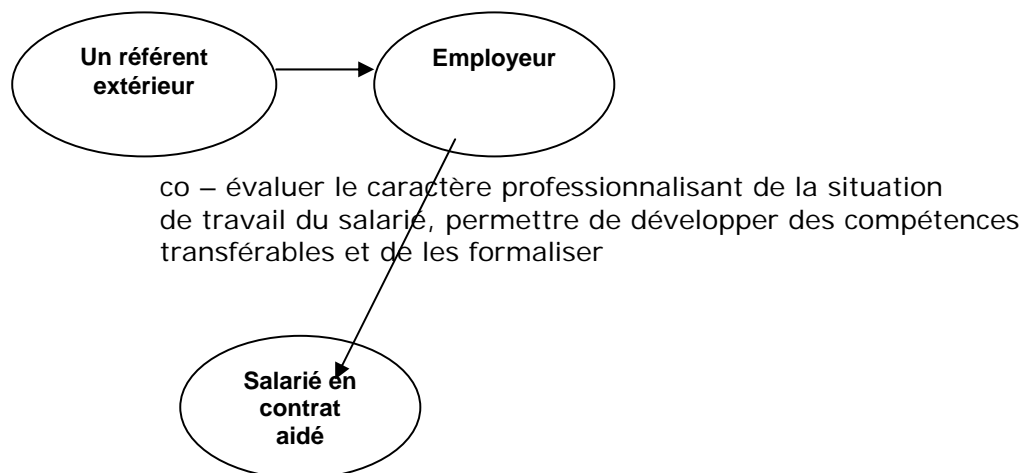 Un référent
extérieur
Employeur
co – évaluer le caractère professionnalisant de la situation
de travail du salarié, permettre de développer des compétences
transférables et de les formaliser
Salarié en
contrat
aidé